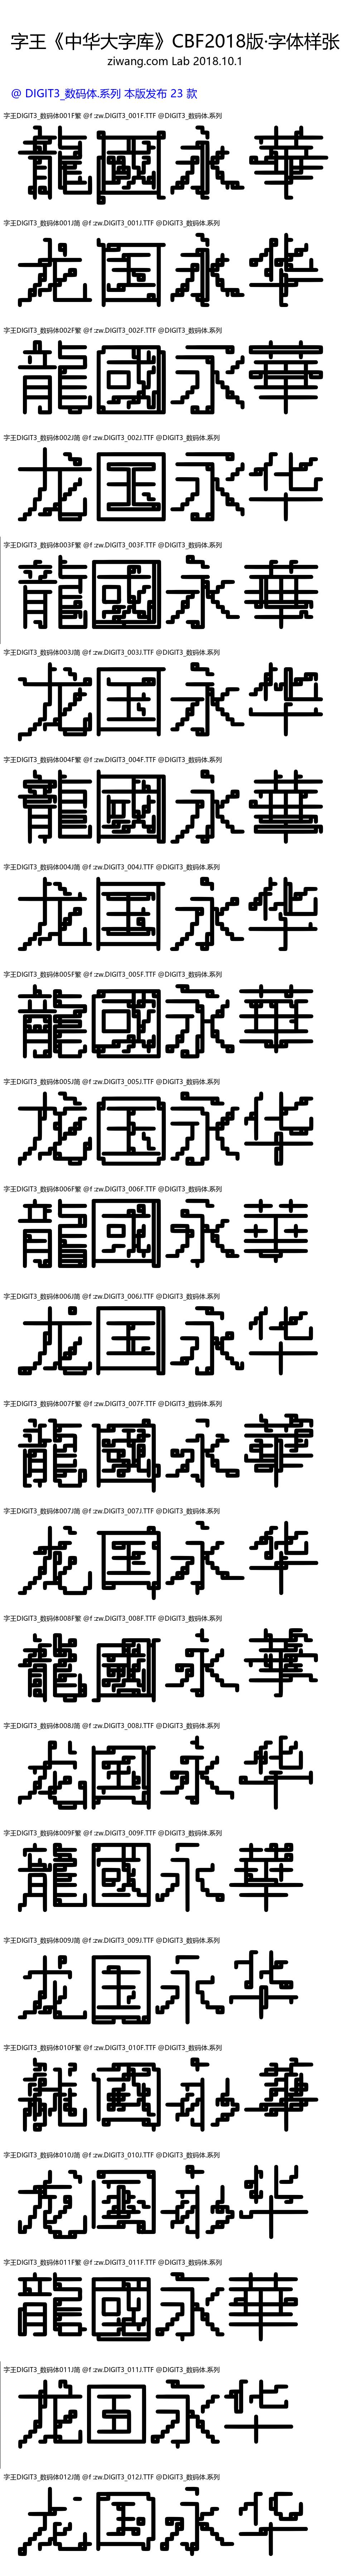 字王《中华大字库》CBF2018版·字体样张
ziwang.com Lab 2018.10.1
@ DIGIT3_数码体.系列 本版发布 23 款
字王DIGIT3_数码体001F繁 @f :zw.DIGIT3_001F.TTF @DIGIT3_数码体.系列
龍國永華
字王DIGIT3_数码体001J简 @f :zw.DIGIT3_001J.TTF @DIGIT3_数码体.系列
龙国永华
字王DIGIT3_数码体002F繁 @f :zw.DIGIT3_002F.TTF @DIGIT3_数码体.系列
龍國永華
字王DIGIT3_数码体002J简 @f :zw.DIGIT3_002J.TTF @DIGIT3_数码体.系列
龙国永华
字王DIGIT3_数码体003F繁 @f :zw.DIGIT3_003F.TTF @DIGIT3_数码体.系列
龍國永華
字王DIGIT3_数码体003J简 @f :zw.DIGIT3_003J.TTF @DIGIT3_数码体.系列
龙国永华
字王DIGIT3_数码体004F繁 @f :zw.DIGIT3_004F.TTF @DIGIT3_数码体.系列
龍國永華
字王DIGIT3_数码体004J简 @f :zw.DIGIT3_004J.TTF @DIGIT3_数码体.系列
龙国永华
字王DIGIT3_数码体005F繁 @f :zw.DIGIT3_005F.TTF @DIGIT3_数码体.系列
龍國永華
字王DIGIT3_数码体005J简 @f :zw.DIGIT3_005J.TTF @DIGIT3_数码体.系列
龙国永华
字王DIGIT3_数码体006F繁 @f :zw.DIGIT3_006F.TTF @DIGIT3_数码体.系列
龍國永華
字王DIGIT3_数码体006J简 @f :zw.DIGIT3_006J.TTF @DIGIT3_数码体.系列
龙国永华
字王DIGIT3_数码体007F繁 @f :zw.DIGIT3_007F.TTF @DIGIT3_数码体.系列
龍國永華
字王DIGIT3_数码体007J简 @f :zw.DIGIT3_007J.TTF @DIGIT3_数码体.系列
龙国永华
字王DIGIT3_数码体008F繁 @f :zw.DIGIT3_008F.TTF @DIGIT3_数码体.系列
龍國永華
字王DIGIT3_数码体008J简 @f :zw.DIGIT3_008J.TTF @DIGIT3_数码体.系列
龙国永华
字王DIGIT3_数码体009F繁 @f :zw.DIGIT3_009F.TTF @DIGIT3_数码体.系列
龍國永華
字王DIGIT3_数码体009J简 @f :zw.DIGIT3_009J.TTF @DIGIT3_数码体.系列
龙国永华
字王DIGIT3_数码体010F繁 @f :zw.DIGIT3_010F.TTF @DIGIT3_数码体.系列
龍國永華
字王DIGIT3_数码体010J简 @f :zw.DIGIT3_010J.TTF @DIGIT3_数码体.系列
龙国永华
字王DIGIT3_数码体011F繁 @f :zw.DIGIT3_011F.TTF @DIGIT3_数码体.系列
龍國永華
字王DIGIT3_数码体011J简 @f :zw.DIGIT3_011J.TTF @DIGIT3_数码体.系列
龙国永华
字王DIGIT3_数码体012J简 @f :zw.DIGIT3_012J.TTF @DIGIT3_数码体.系列
龙国永华